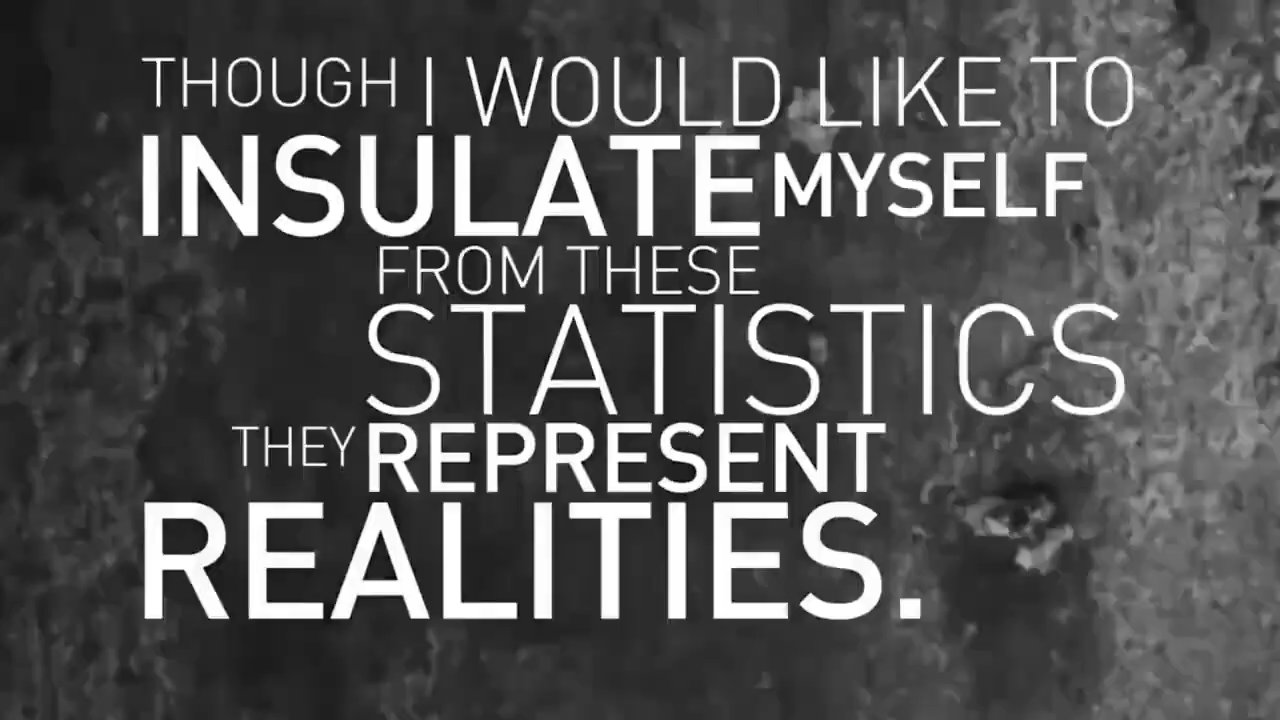 THOUGH I WOULD LIKE TO
INSULATE MYSELF
FROM THESE
STATISTICS
THEY REPRESENT
REALITIES.